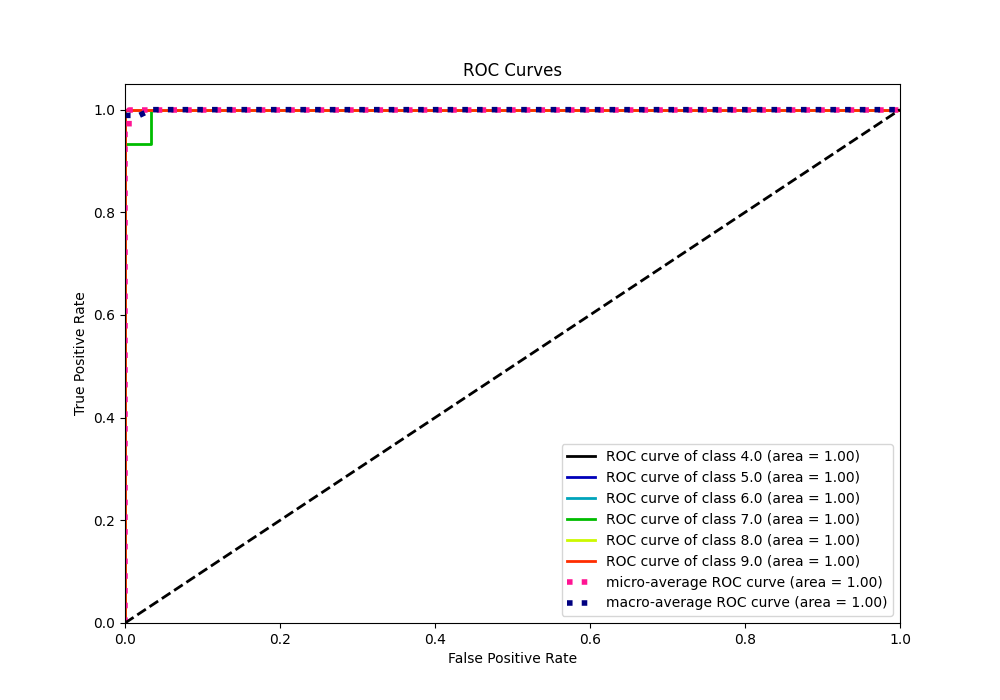 ROC Curves
True Positive Rate
1.0
0.8
0.6
0.4
0.2
0.0
0.0 0.2 0.4 0.6 0.8 1.0
False Positive Rate
ROC curve of class 4.0 (area = 1.00)
ROC curve of class 5.0 (area = 1.00)
ROC curve of class 6.0 (area = 1.00)
ROC curve of class 7.0 (area = 1.00)
ROC curve of class 8.0 (area = 1.00)
ROC curve of class 9.0 (area = 1.00)
micro-average ROC curve (area = 1.00)
macro-average ROC curve (area = 1.00)